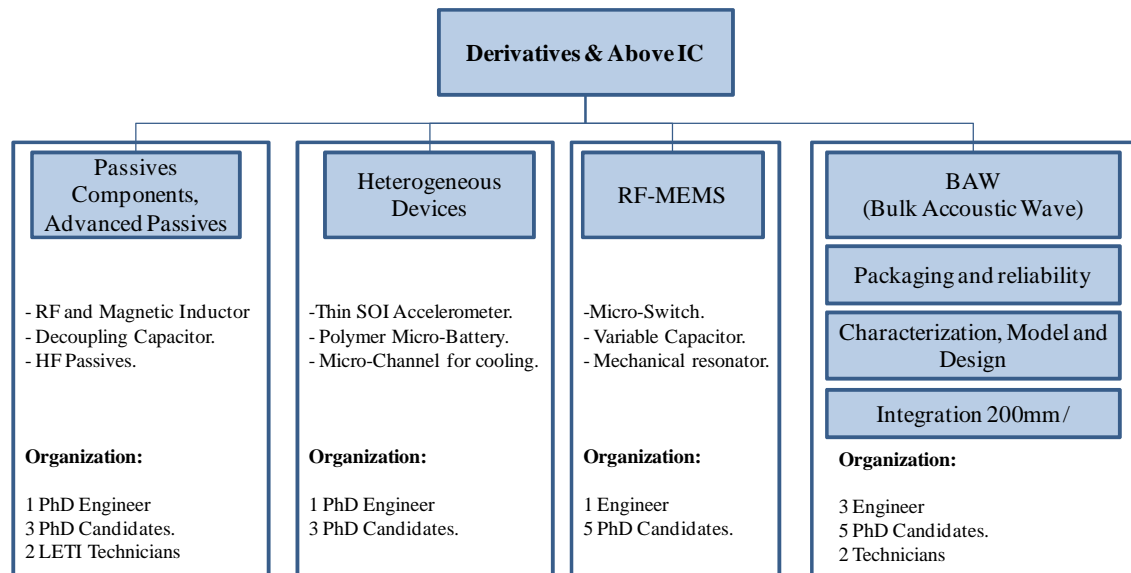 Derivatives & Above IC
Passives
Components,
Advanced Passives
- RF and Magnetic Inductor
- Decoupling Capacitor.
- HF Passives.
Organization:
1 PhD Engineer
3 PhD Candidates.
2 LETI Technicians
Heterogeneous
Devices
-Thin SOI Accelerometer.
- Polymer Micro-Battery.
- Micro-Channel for cooling.
Organization:
1 PhD Engineer
3 PhD Candidates.
RF-MEMS
-Micro-Switch.
- Variable Capacitor.
- Mechanical resonator.
Organization:
1 Engineer
5 PhD Candidates.
BAW
(Bulk Accoustic Wave)
Packaging and reliability
Characterization, Model and
Design
Integration 200mm /
Organization:
3 Engineer
5 PhD Candidates.
2 Technicians